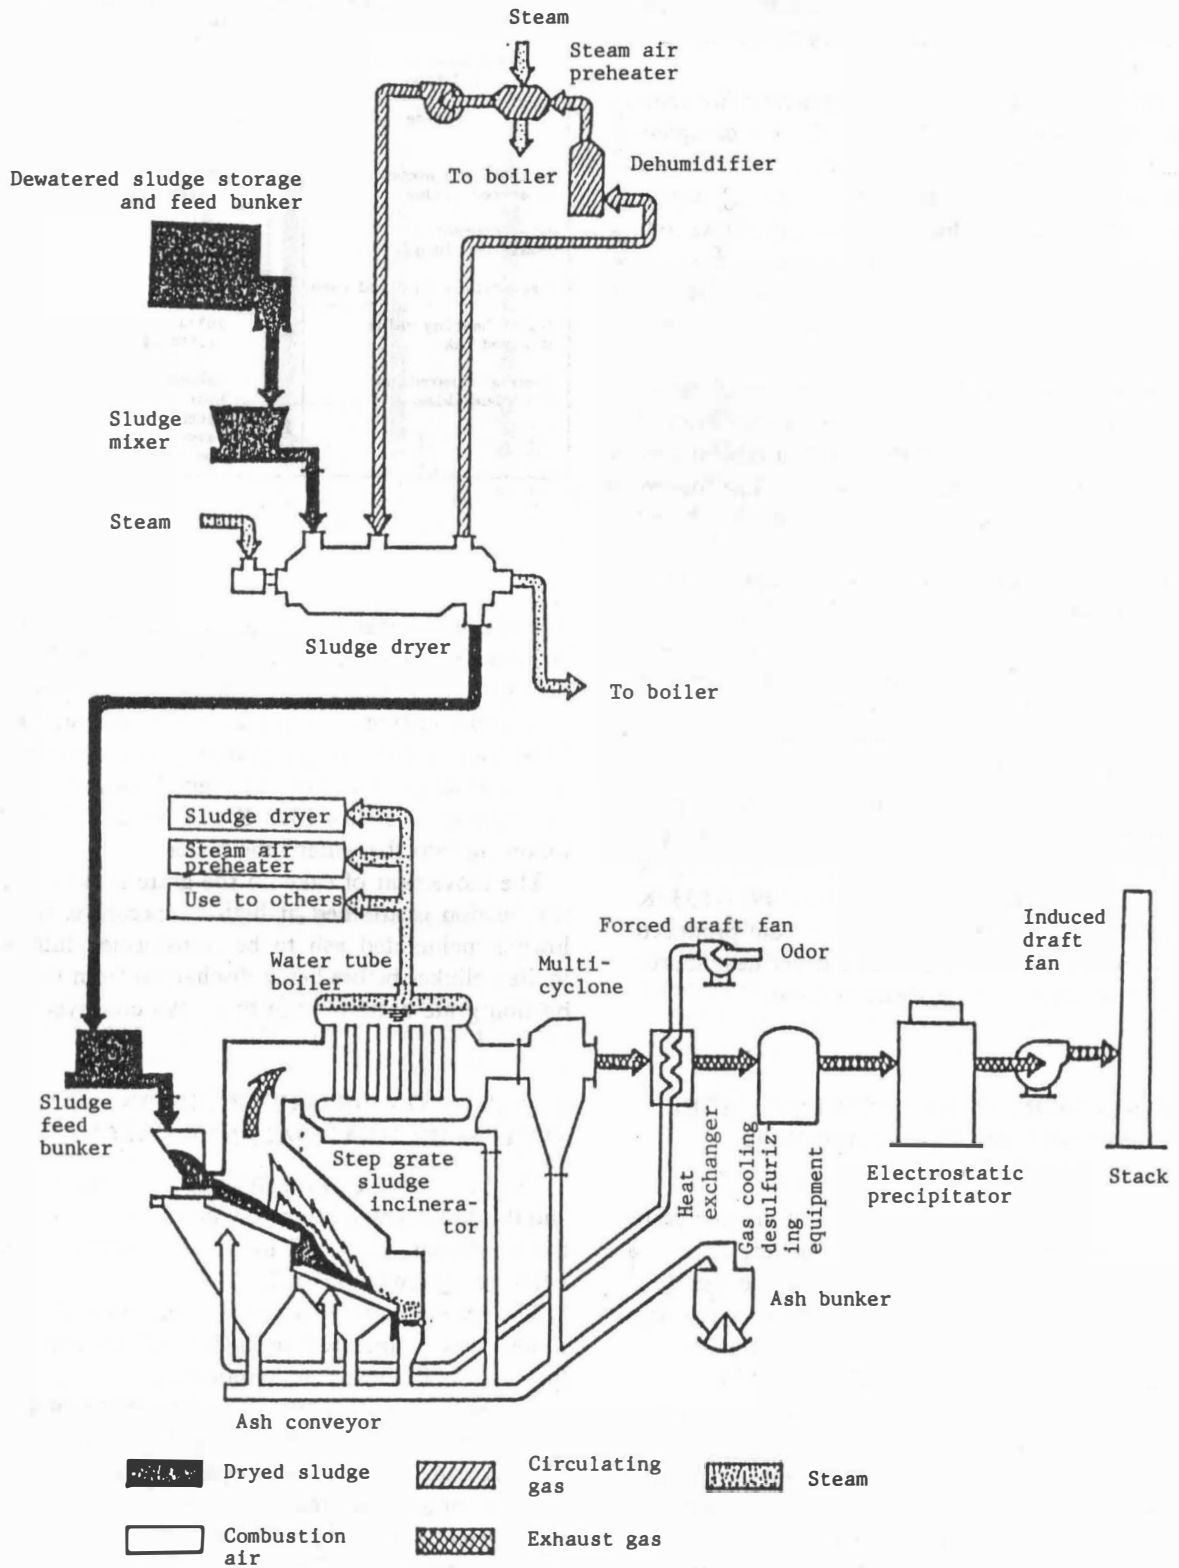 Steam
Steam air
preheater
To boiler
Dehumidifier
Dewatered sludge storage
and feed bunker
Sludge
mixer
Steam
Sludge dryer
To boiler
Sludge dryer
Steam air
preheater
Use to others
Water tube
boiler
Multi-
cyclone
Forced draft fan
Odor
Induced
draft
fan
Sludge
feed
bunker
Step grate
sludge
incinera-
tor
Heat
exchanger
Gas cooling
desulfuriz-
ing
equipment
Electrostatic
precipitator
Stack
Ash bunker
Ash conveyor
Dryed sludge
Circulating
gas
Steam
Combustion
air
Exhaust gas